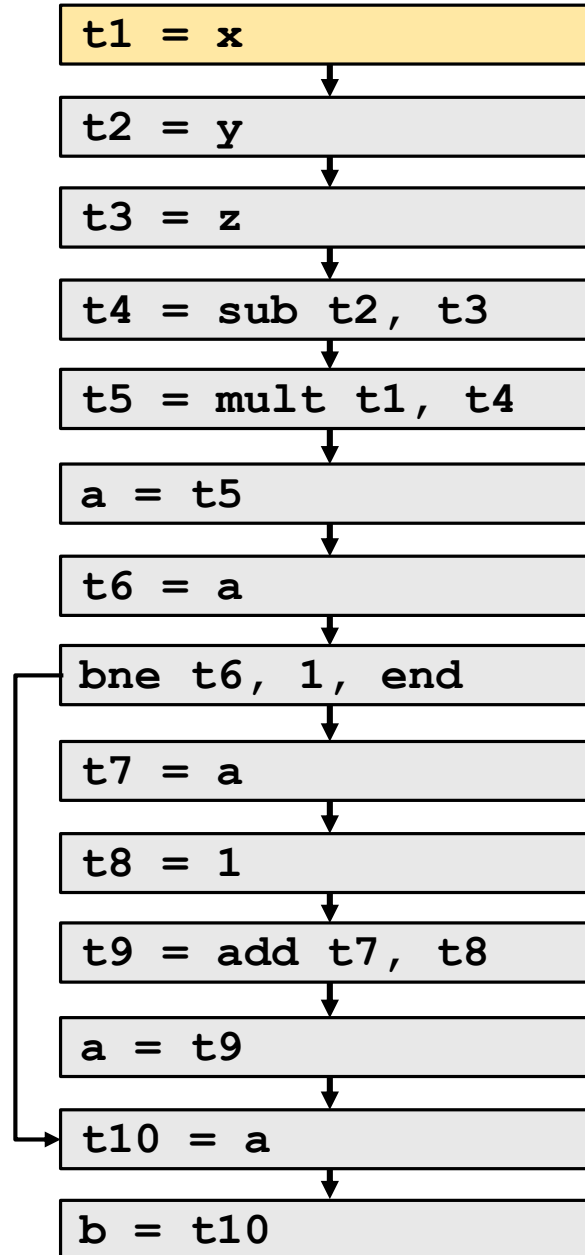 t1 = x
t2 = y
t3 = z
t4 = sub t2, t3
t5 = mult t1, t4
a = t5
t6 = a
bne t6, 1, end
t7 = a
t8 = 1
t9 = add t7, t8
a = t9
t10 = a
b = t10